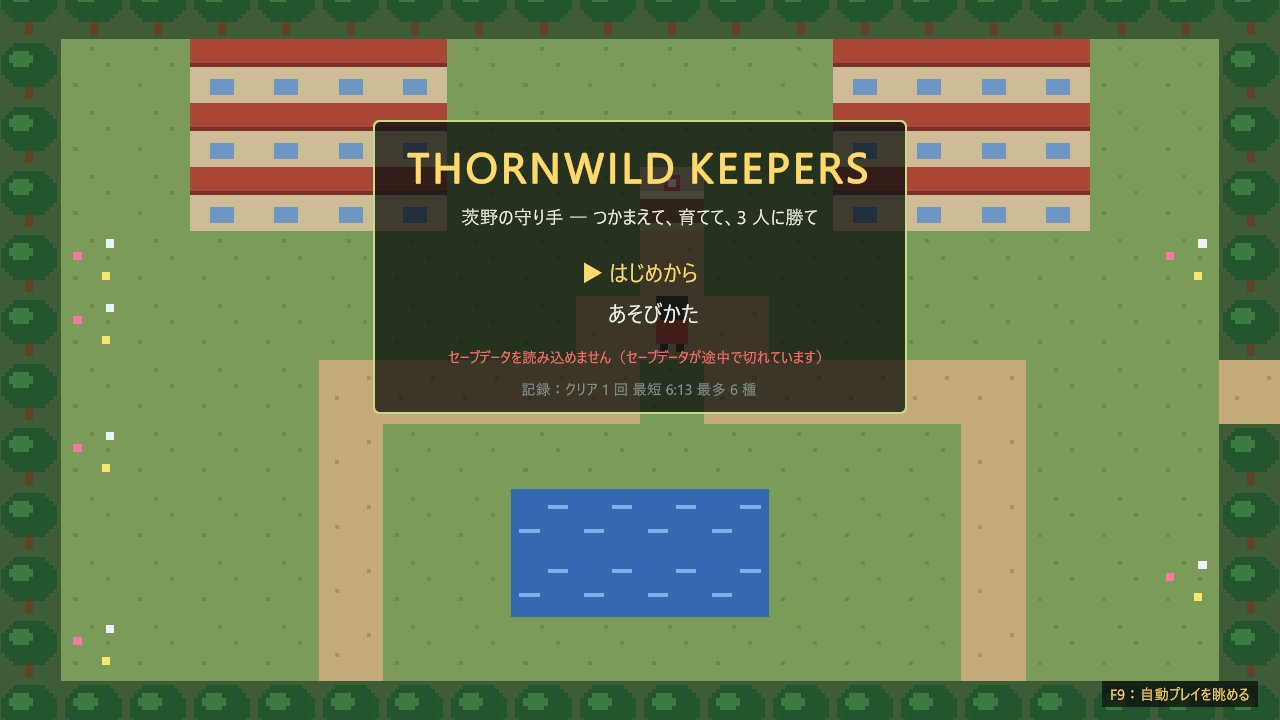 THORNWILD KEEPERS
茨野の守り手 — つかまえて、育てて、3 人に勝て
▶ はじめから
あそびかた
セーブデータを読み込めません（セーブデータが途中で切れています）
記録：クリア 1 回 最短 6:13 最多 6 種
F9：自動プレイを眺める